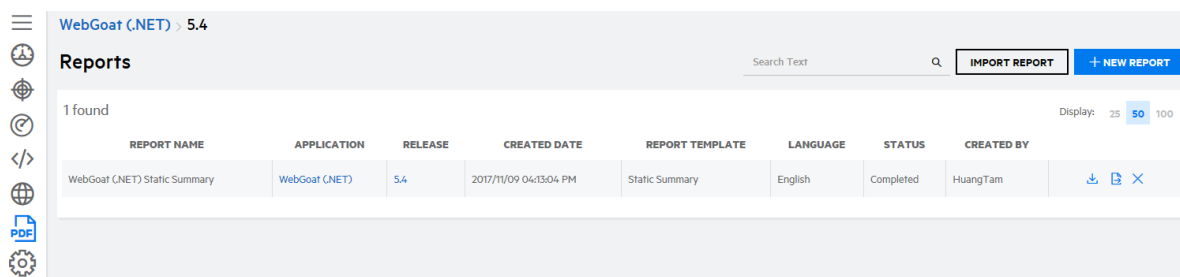 WebGoat (.NET) > 5.4
Reports
Search Text
IMPORT REPORT
+ NEW REPORT
1 found
Display: 25 50 100
REPORT NAME APPLICATION RELEASE CREATED DATE REPORT TEMPLATE LANGUAGE STATUS CREATED BY
WebGoat (.NET) Static Summary WebGoat (.NET) 5.4 2017/11/09 04:13:04 PM Static Summary English Completed HuangTam
PDF